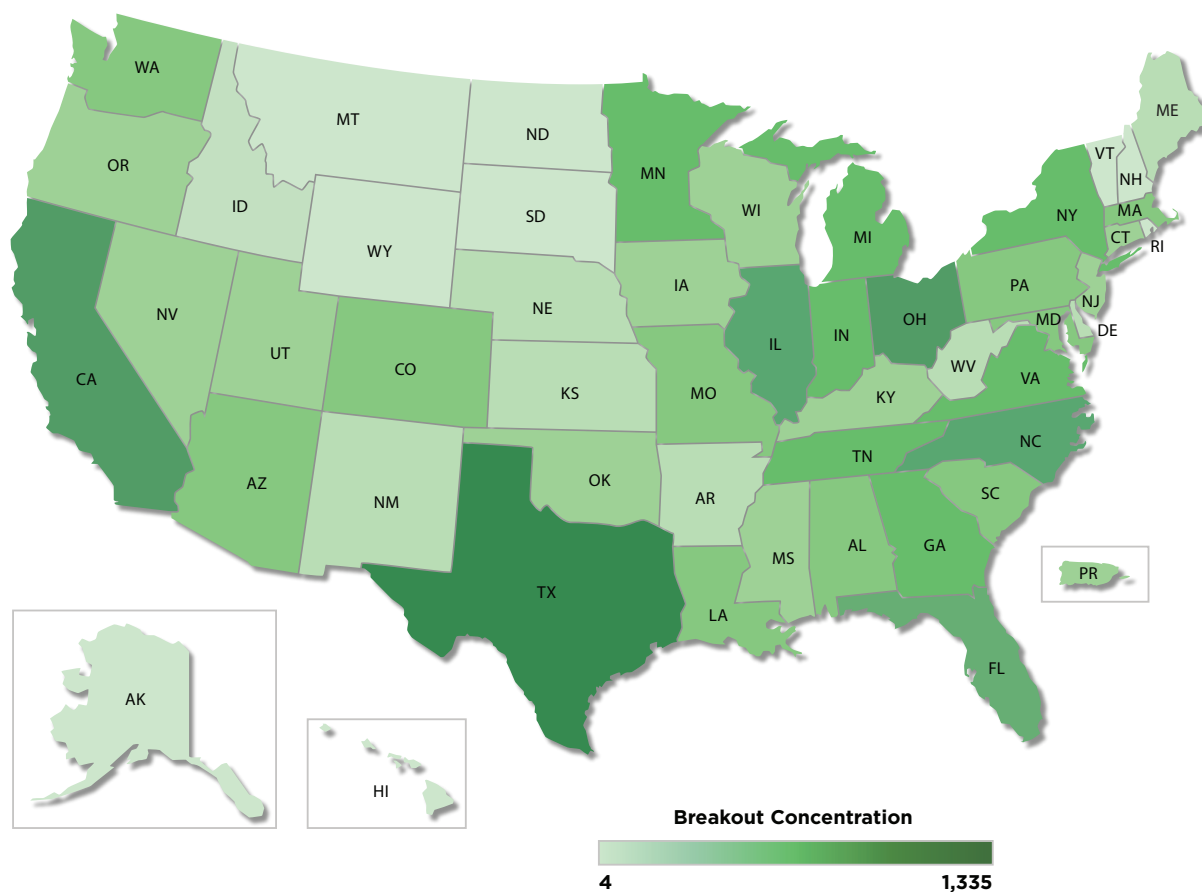 WA
MT
ND
ME
OR
MN
VT
NH
ID
SD
WI
NY
MA
MI
CT
RI
WY
IA
PA
NE
NJ
NV
MD
DE
UT
OH
IL
IN
CO
WV
CA
KS
MO
KY
VA
NC
TN
AZ
OK
NM
AR
SC
MS
AL
GA
PR
TX
LA
FL
AK
HI
Breakout Concentration
4 1,335